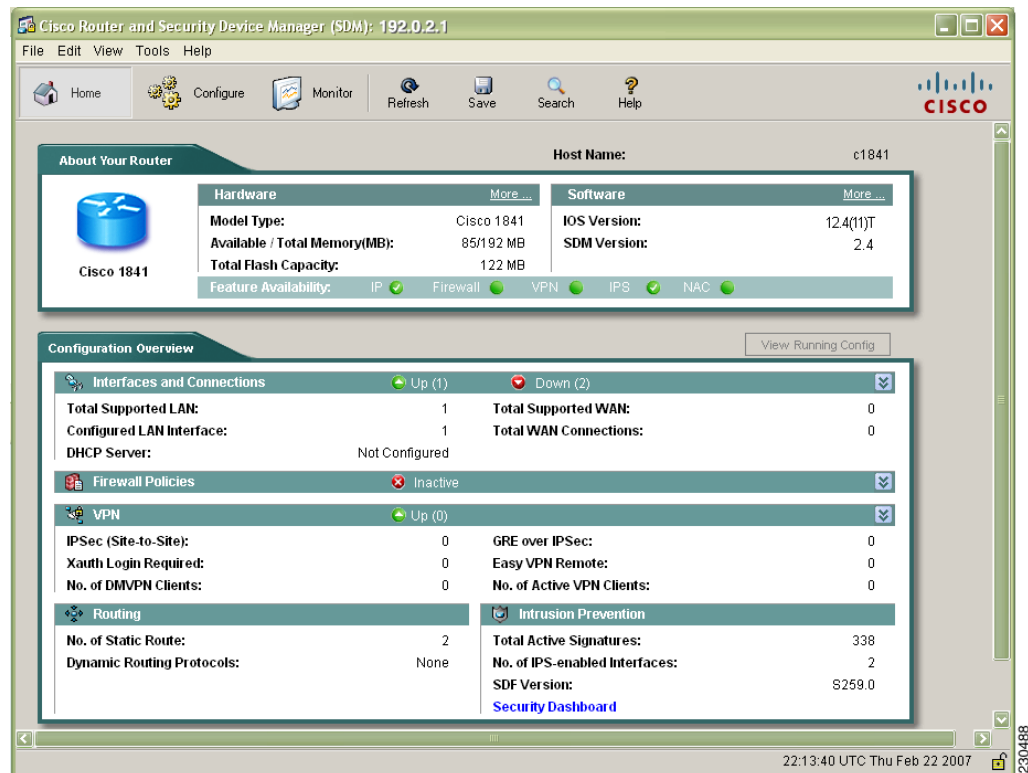 Cisco Router and Security Device Manager (SDM): 192.0.2.1
File Edit View Tools Help
Home Configure Monitor Refresh Save Search Help
CISCO
About Your Router Host Name: c1841
Hardware More ... Software More ...
Model Type: Cisco 1841 IOS Version: 12.4(11)T
Available / Total Memory(MB): 85/192 MB SDM Version: 2.4
Total Flash Capacity: 122 MB
Cisco 1841
Feature Availability: IP Firewall VPN IPS NAC
Configuration Overview View Running Config
Interfaces and Connections Up (1) Down (2)
Total Supported LAN: 1 Total Supported WAN: 0
Configured LAN Interface: 1 Total WAN Connections: 0
DHCP Server: Not Configured
Firewall Policies Inactive
VPN Up (0)
IPSec (Site-to-Site): 0 GRE over IPSec: 0
Xauth Login Required: 0 Easy VPN Remote: 0
No. of DMVPN Clients: 0 No. of Active VPN Clients: 0
Routing Intrusion Prevention
No. of Static Route: 2 Total Active Signatures: 338
Dynamic Routing Protocols: None No. of IPS-enabled Interfaces: 2
SDF Version: S259.0
Security Dashboard
22:13:40 UTC Thu Feb 22 2007
230488